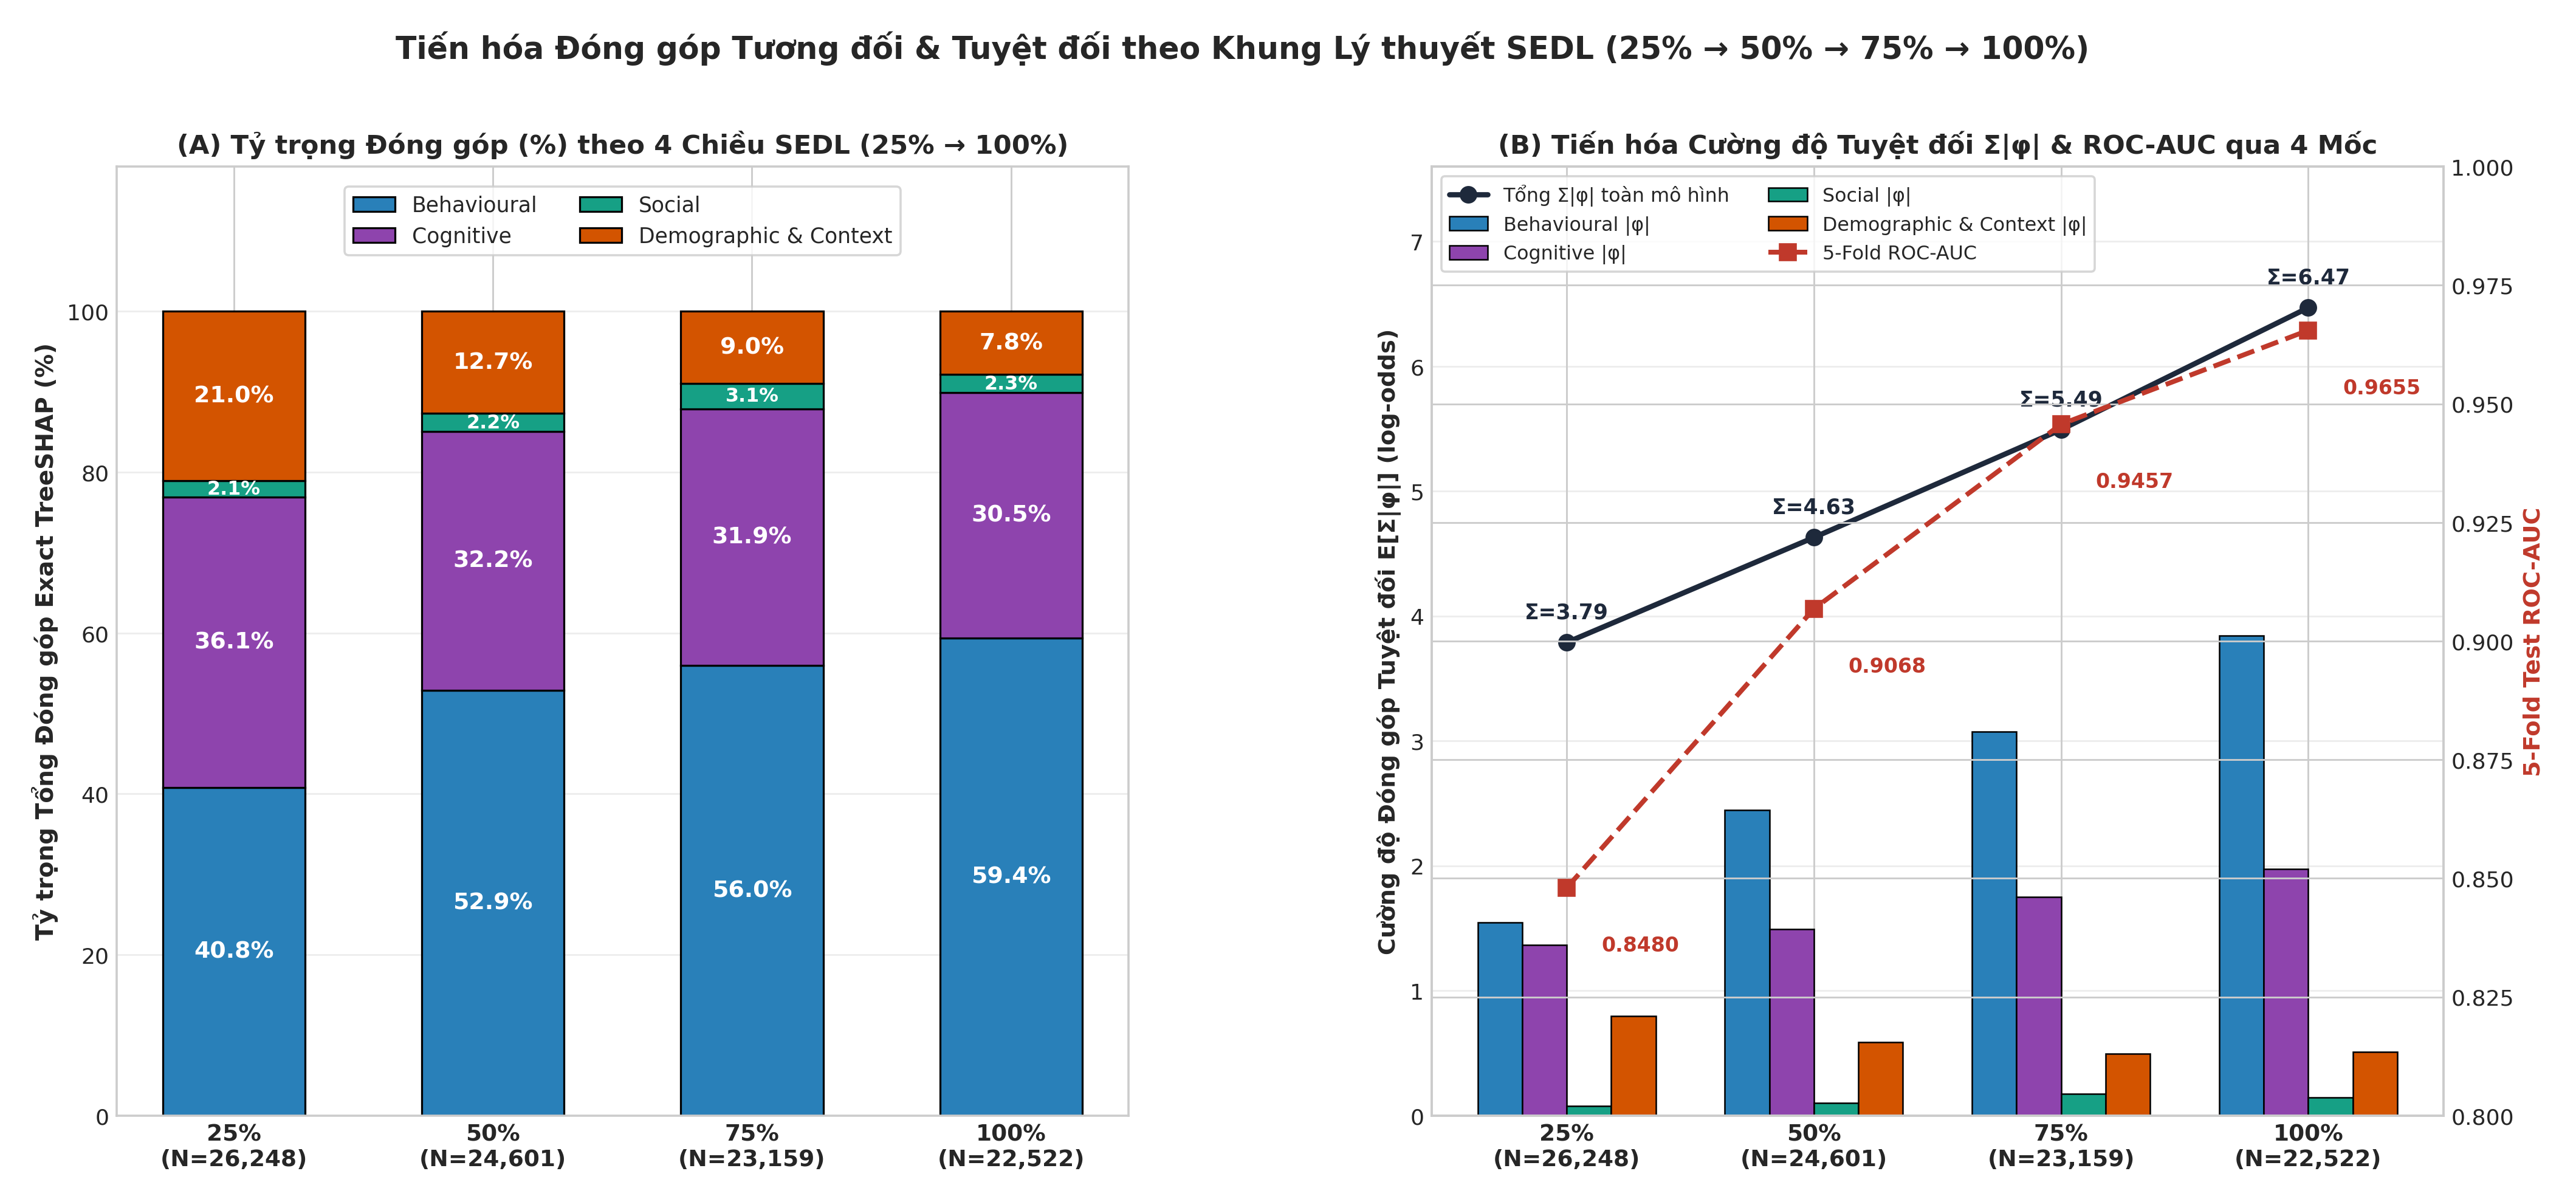 Tiến hóa Đóng góp Tương đối & Tuyệt đối theo Khung Lý thuyết SEDL (25% → 50% → 75% → 100%)
(A) Tỷ trọng Đóng góp (%) theo 4 Chiều SEDL (25% → 100%)
Behavioural
Cognitive
Social
Demographic & Context
Tỷ trọng Tổng Đóng góp Exact TreeSHAP (%)
100
80
60
40
20
0
21.0%
2.1%
36.1%
40.8%
12.7%
2.2%
32.2%
52.9%
9.0%
3.1%
31.9%
56.0%
7.8%
2.3%
30.5%
59.4%
25%
(N=26,248)
50%
(N=24,601)
75%
(N=23,159)
100%
(N=22,522)
(B) Tiến hóa Cường độ Tuyệt đối Σ|φ| & ROC-AUC qua 4 Mốc
Tổng Σ|φ| toàn mô hình
Behavioural |φ|
Cognitive |φ|
Social |φ|
Demographic & Context |φ|
5-Fold ROC-AUC
Cường độ Đóng góp Tuyệt đối E[Σ|φ|] (log-odds)
7
6
5
4
3
2
1
0
Σ=3.79
Σ=4.63
Σ=5.49
Σ=6.47
0.8480
0.9068
0.9457
0.9655
1.000
0.975
0.950
0.925
0.900
0.875
0.850
0.825
0.800
5-Fold Test ROC-AUC
25%
(N=26,248)
50%
(N=24,601)
75%
(N=23,159)
100%
(N=22,522)